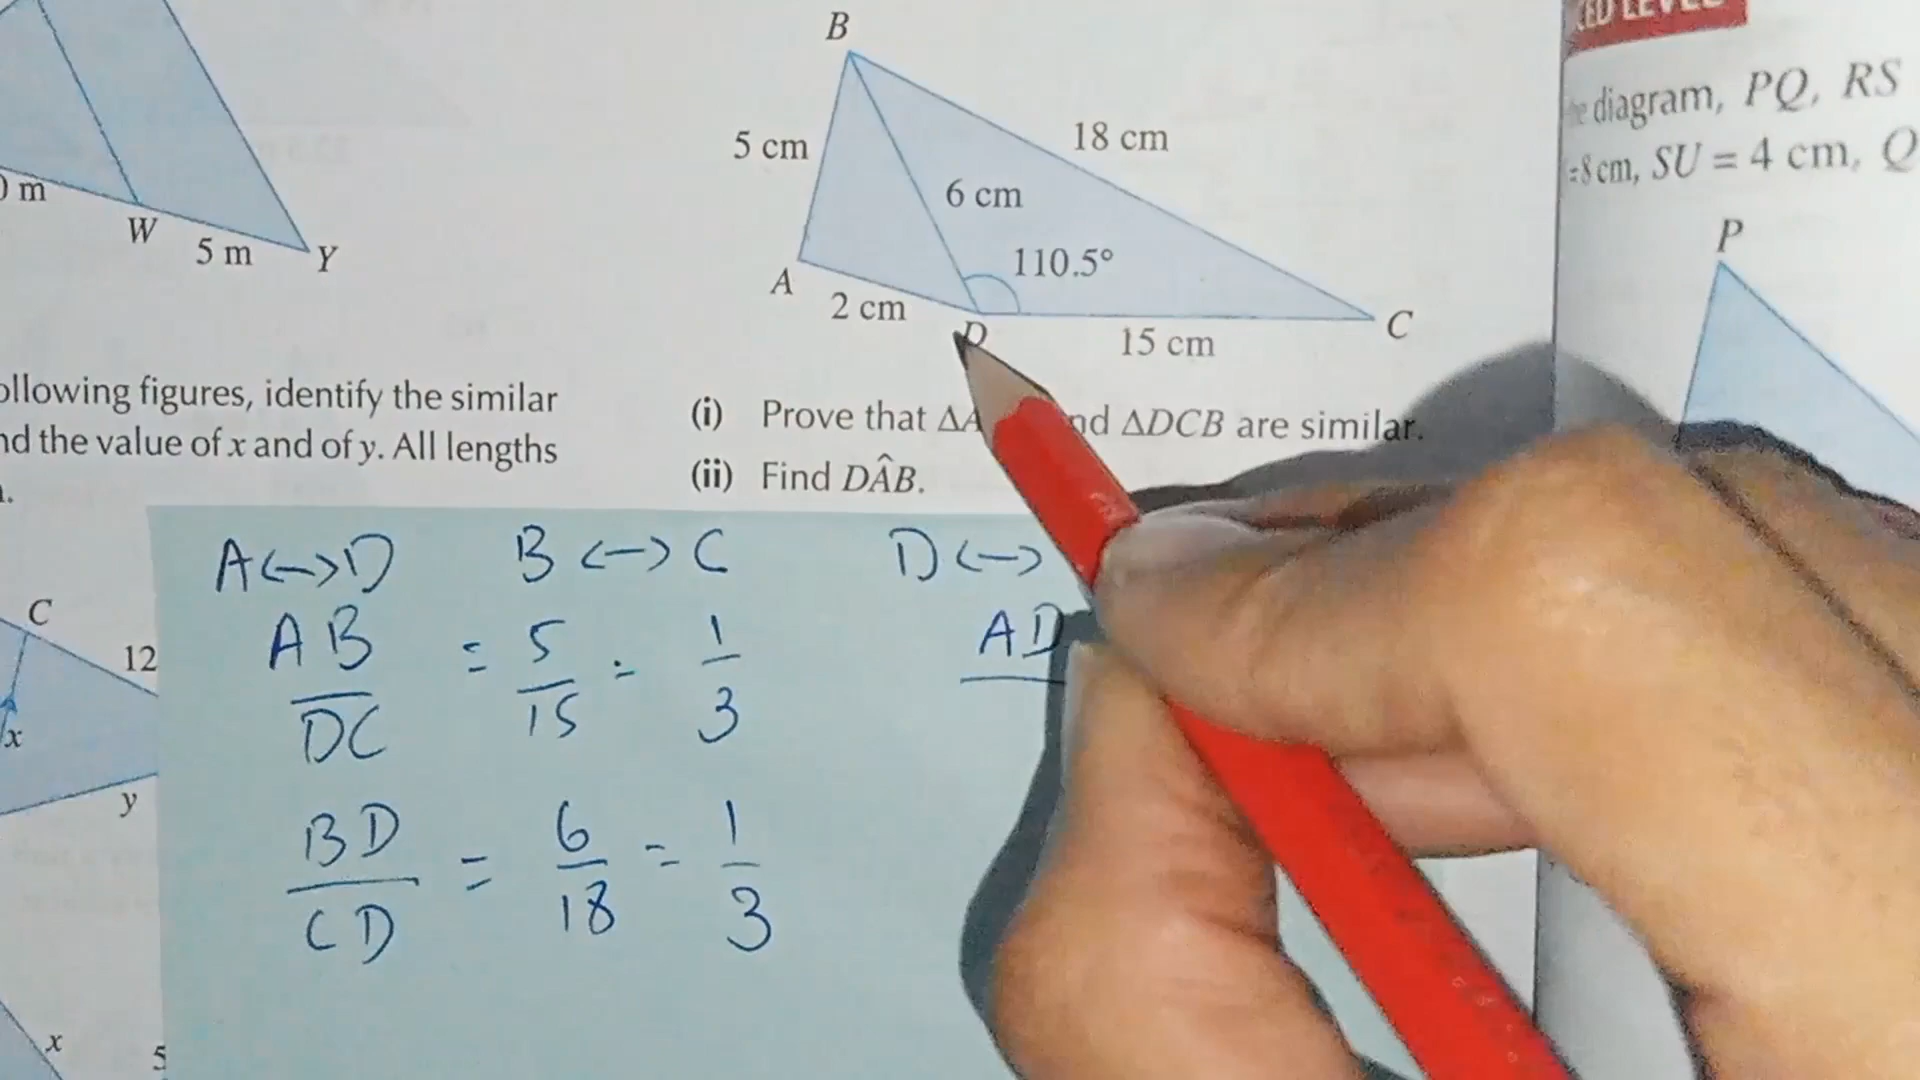 B
5 cm
18 cm
6 cm
110.5°
A
2 cm
D
15 cm
C
m
W
5 m
Y
LEVEL
diagram, PQ, RS
=8 cm, SU = 4 cm, Q
P
following figures, identify the similar
nd the value of x and of y. All lengths
(i) Prove that ΔA nd ΔDCB are similar.
(ii) Find DÂB.
C
12
x
y
x
5
A<->D B<->C D<->
AB/DC = 5/15 = 1/3 AD
BD/CD = 6/18 = 1/3